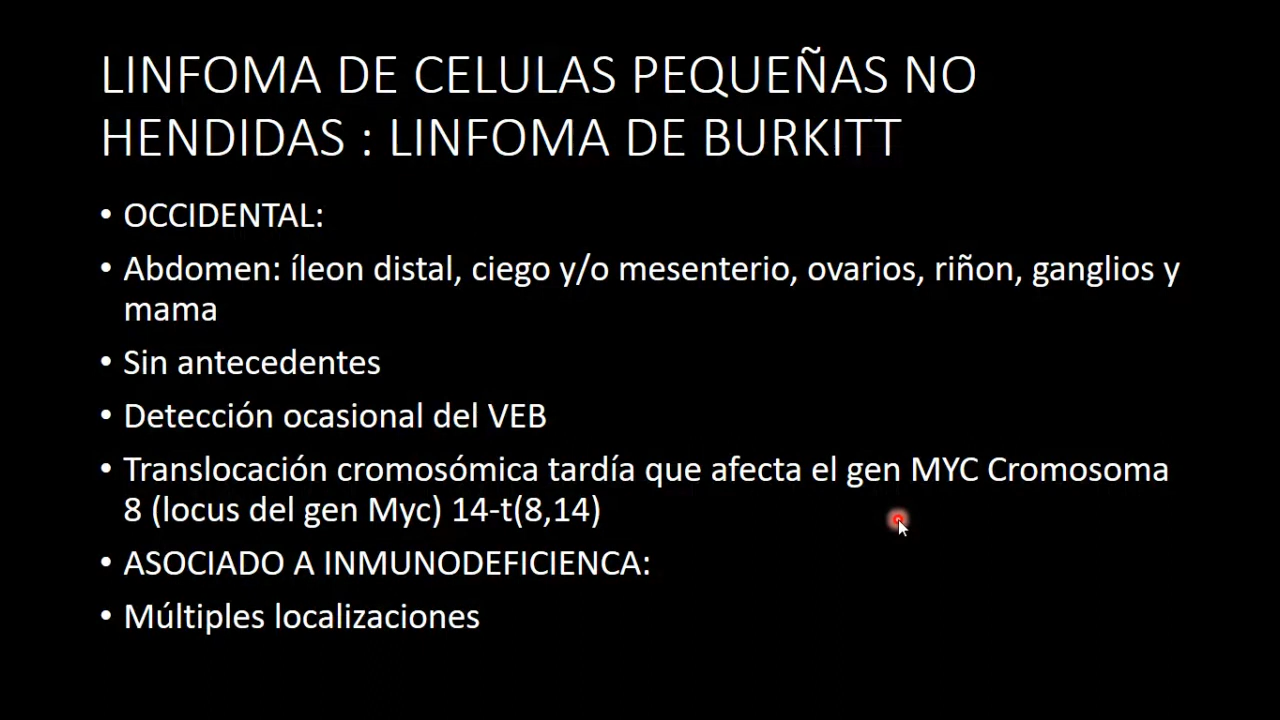 LINFOMA DE CELULAS PEQUEÑAS NO
HENDIDAS : LINFOMA DE BURKITT
• OCCIDENTAL:
• Abdomen: íleon distal, ciego y/o mesenterio, ovarios, riñon, ganglios y
mama
• Sin antecedentes
• Detección ocasional del VEB
• Translocación cromosómica tardía que afecta el gen MYC Cromosoma
8 (locus del gen Myc) 14-t(8,14)
• ASOCIADO A INMUNODEFICIENCA:
• Múltiples localizaciones